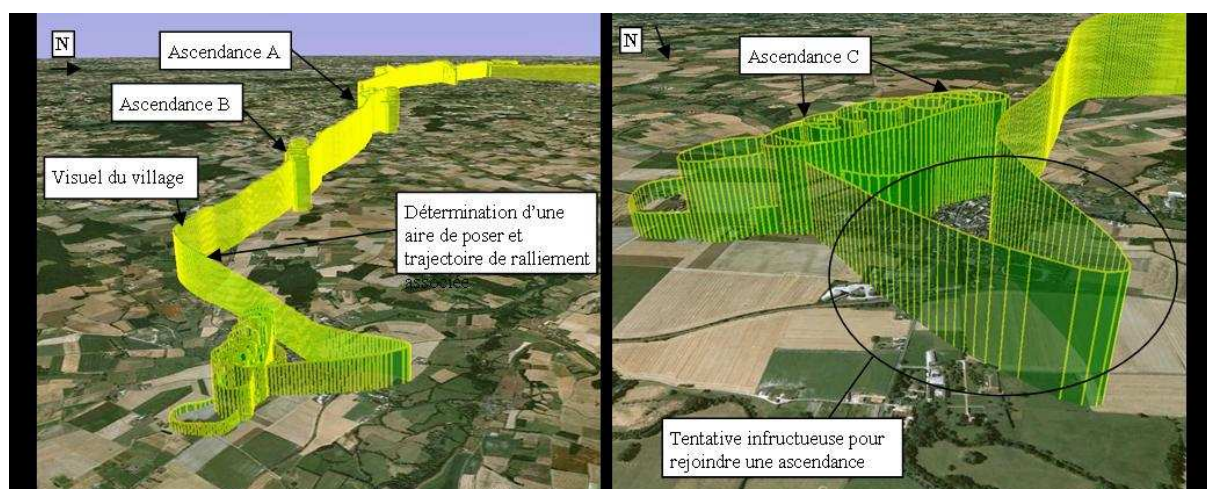 N
Ascendance A
Ascendance B
Visuel du village
Détermination d'une
aire de poser et
trajectoire de ralliement
associée
N
Ascendance C
Tentative infructueuse pour
rejoindre une ascendance